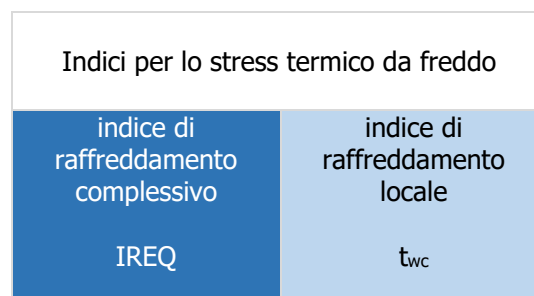 Indici per lo stress termico da freddo
indice di
raffreddamento
complessivo
IREQ
indice di
raffreddamento
locale
twc